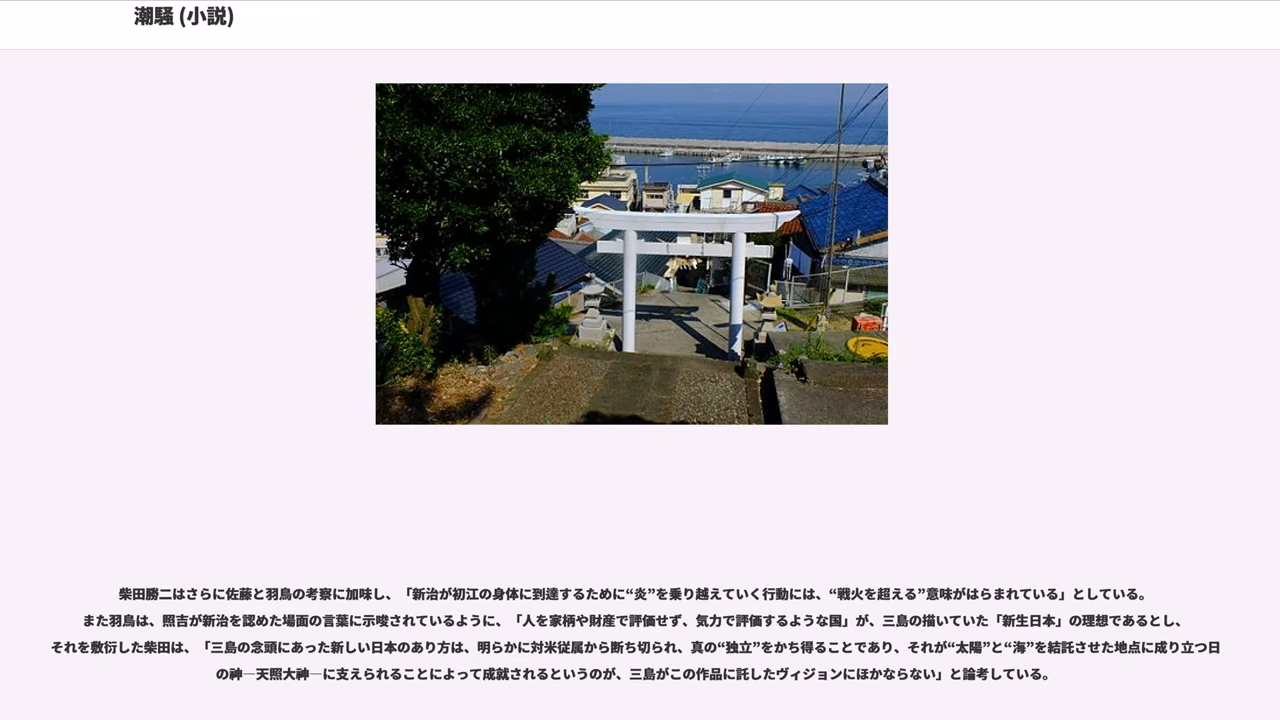 潮騒 (小説)
柴田勝二はさらに佐藤と羽鳥の考察に加味し、「新治が初江の身体に到達するために“炎”を乗り越えていく行動には、“戦火を超える”意味がはらまれている」としている。
また羽鳥は、照吉が新治を認めた場面の言葉に示唆されているように、「人を家柄や財産で評価せず、気力で評価するような国」が、三島の描いていた「新生日本」の理想であるとし、
それを敷衍した柴田は、「三島の念頭にあった新しい日本のあり方は、明らかに対米従属から断ち切られ、真の“独立”をかち得ることであり、それが“太陽”と“海”を結託させた地点に成り立つ日
の神―天照大神―に支えられることによって成就されるというのが、三島がこの作品に託したヴィジョンにほかならない」と論考している。